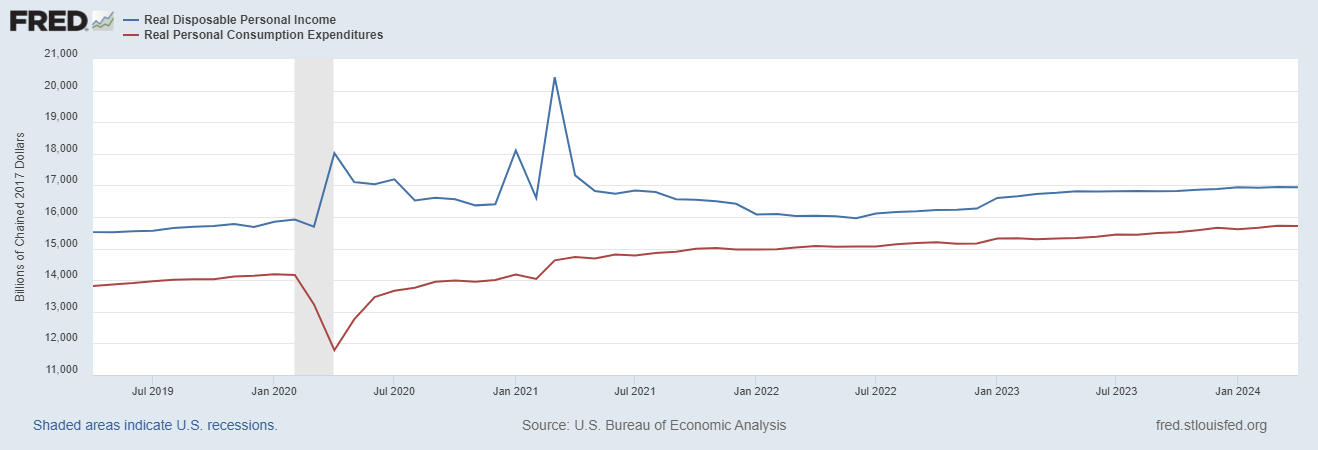 FRED
Real Disposable Personal Income
Real Personal Consumption Expenditures
Billions of Chained 2017 Dollars
21,000
20,000
19,000
18,000
17,000
16,000
15,000
14,000
13,000
12,000
11,000
Jul 2019 Jan 2020 Jul 2020 Jan 2021 Jul 2021 Jan 2022 Jul 2022 Jan 2023 Jul 2023 Jan 2024
Shaded areas indicate U.S. recessions. Source: U.S. Bureau of Economic Analysis fred.stlouisfed.org